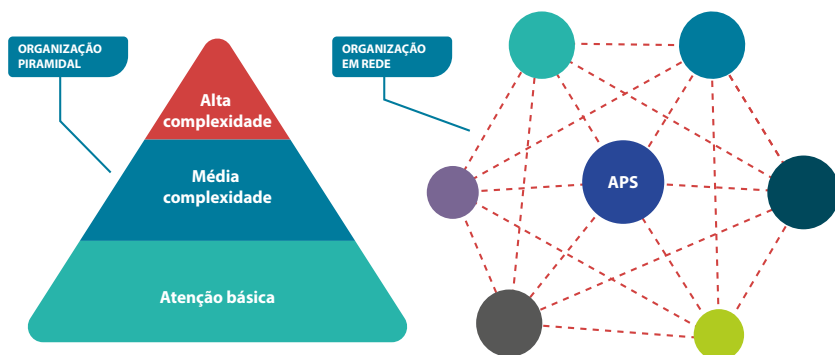 ORGANIZAÇÃO
PIRAMIDAL
Alta
complexidade
Média
complexidade
Atenção básica
ORGANIZAÇÃO
EM REDE
APS